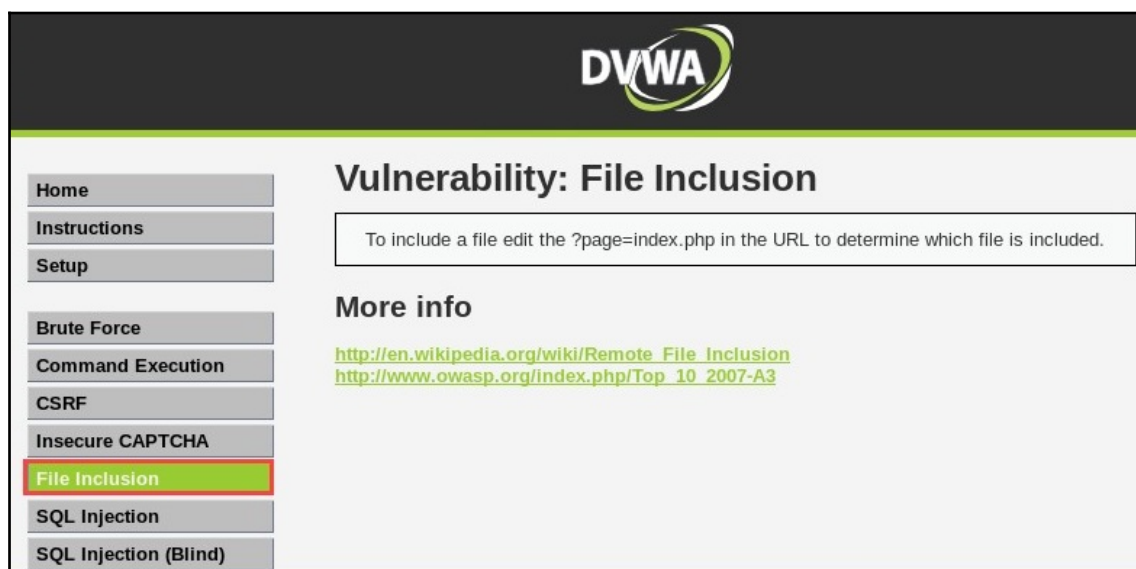 DVWA
Home
Instructions
Setup
Brute Force
Command Execution
CSRF
Insecure CAPTCHA
File Inclusion
SQL Injection
SQL Injection (Blind)
Vulnerability: File Inclusion
To include a file edit the ?page=index.php in the URL to determine which file is included.
More info
http://en.wikipedia.org/wiki/Remote_File_Inclusion
http://www.owasp.org/index.php/Top_10_2007-A3